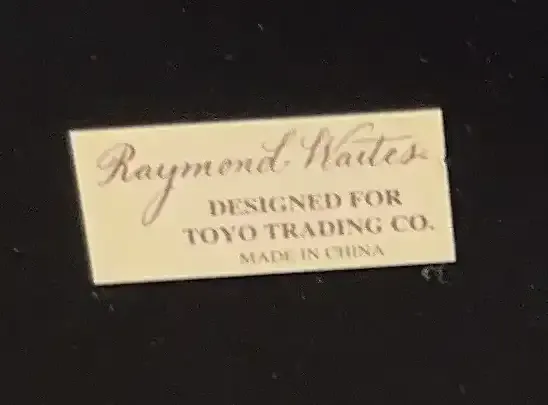 Raymond Waites
DESIGNED FOR
TOYO TRADING CO.
MADE IN CHINA